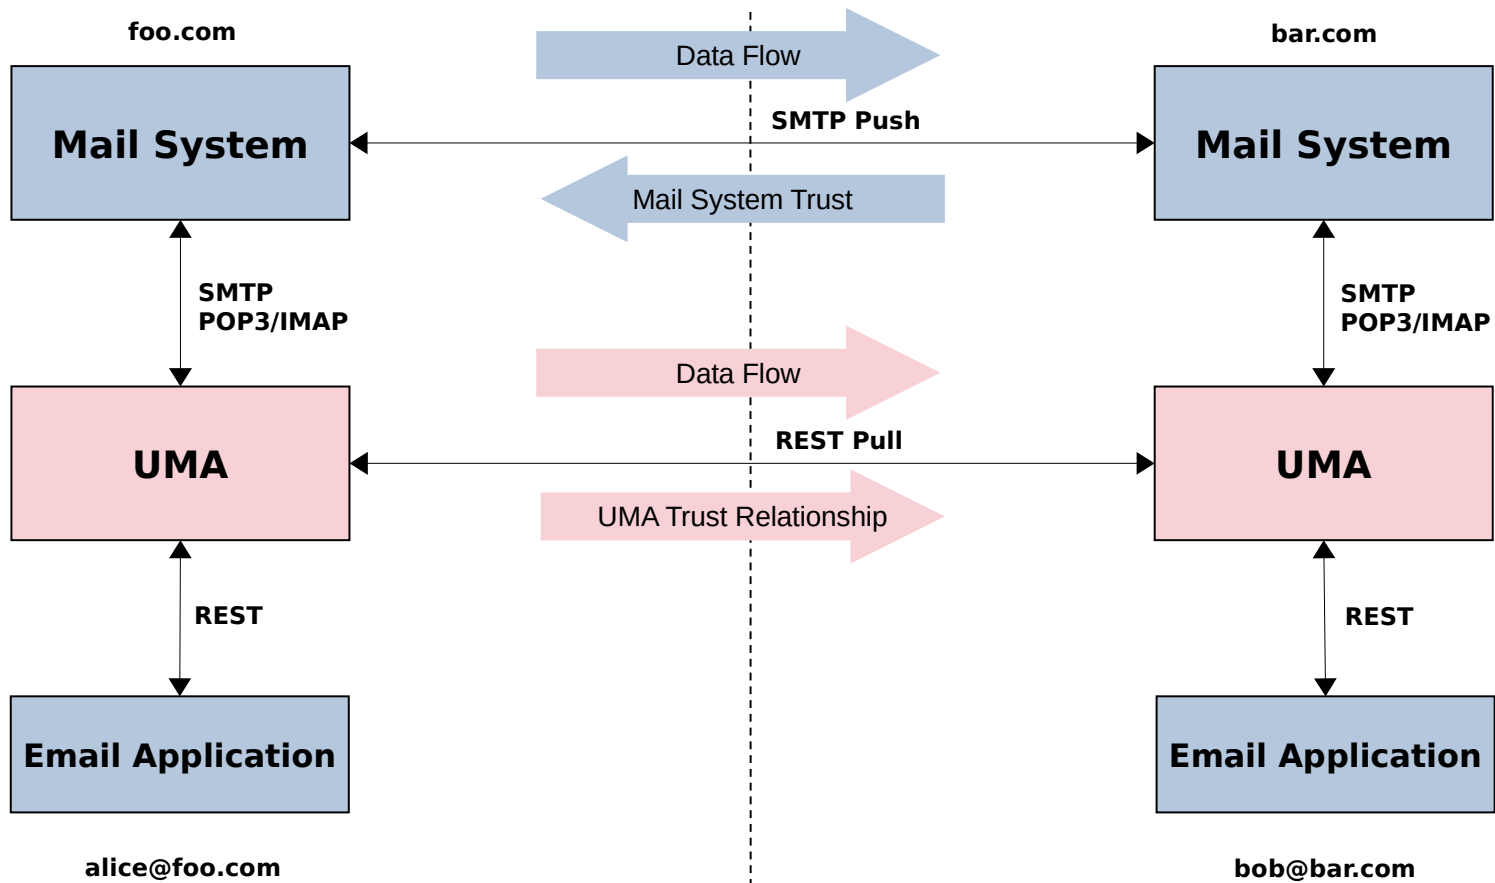 foo.com
bar.com
Data Flow
SMTP Push
Mail System
Mail System
Mail System Trust
SMTP
POP3/IMAP
SMTP
POP3/IMAP
Data Flow
REST Pull
UMA
UMA
UMA Trust Relationship
REST
REST
Email Application
Email Application
alice@foo.com
bob@bar.com